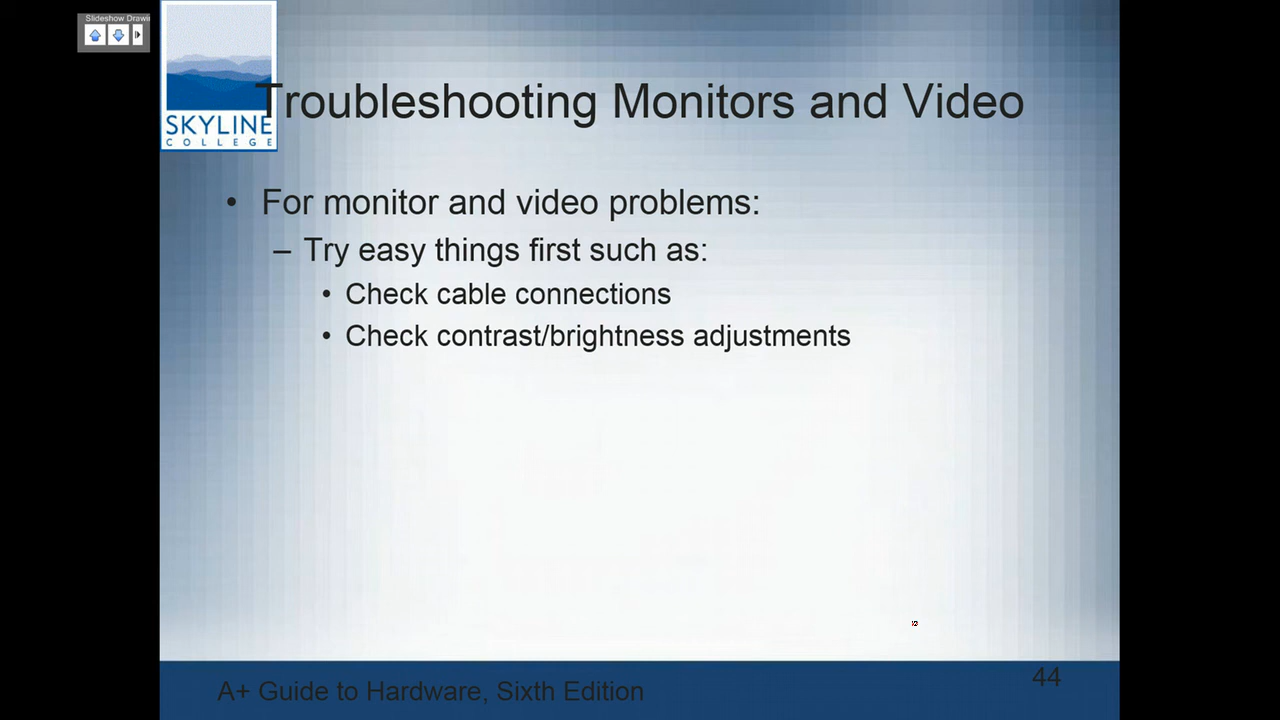 Slideshow Drawi
SKYLINE
COLLEGE
Troubleshooting Monitors and Video
• For monitor and video problems:
– Try easy things first such as:
• Check cable connections
• Check contrast/brightness adjustments
A+ Guide to Hardware, Sixth Edition
44